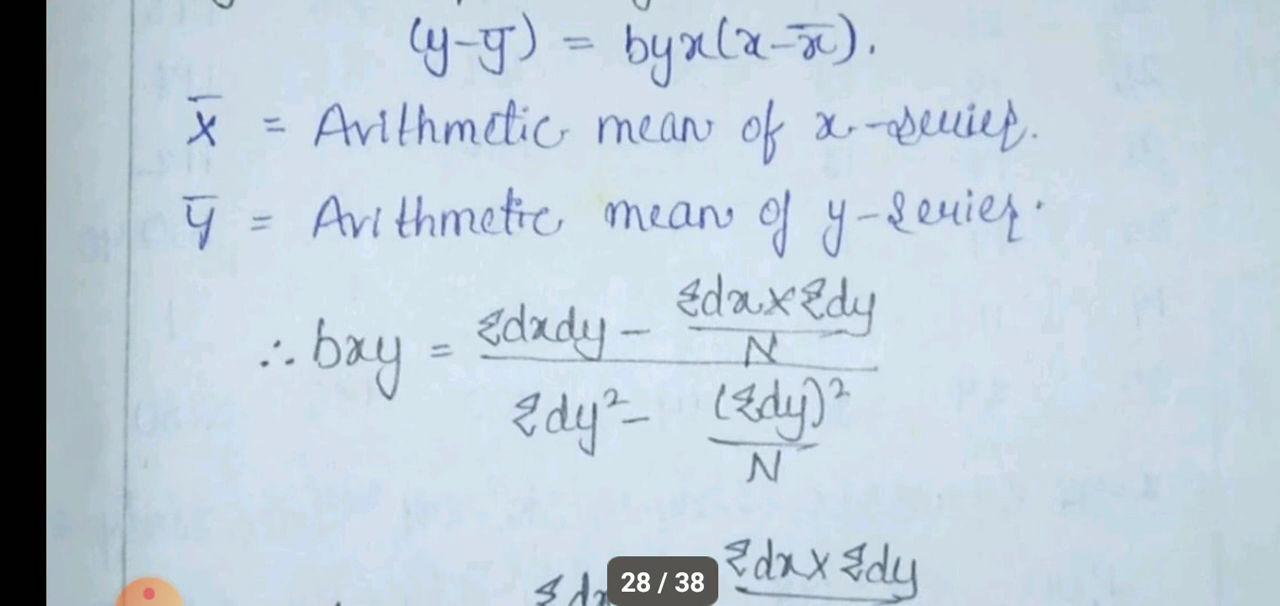 (y-y̅) = byx(x-x̅).
X̅ = Arithmetic mean of x-series.
y̅ = Arithmetic mean of y-series.
∴ bxy = Σdxdy - Σdx×Σdy
N
Σdy² - (Σdy)²
N
Σdx×Σdy
28 / 38